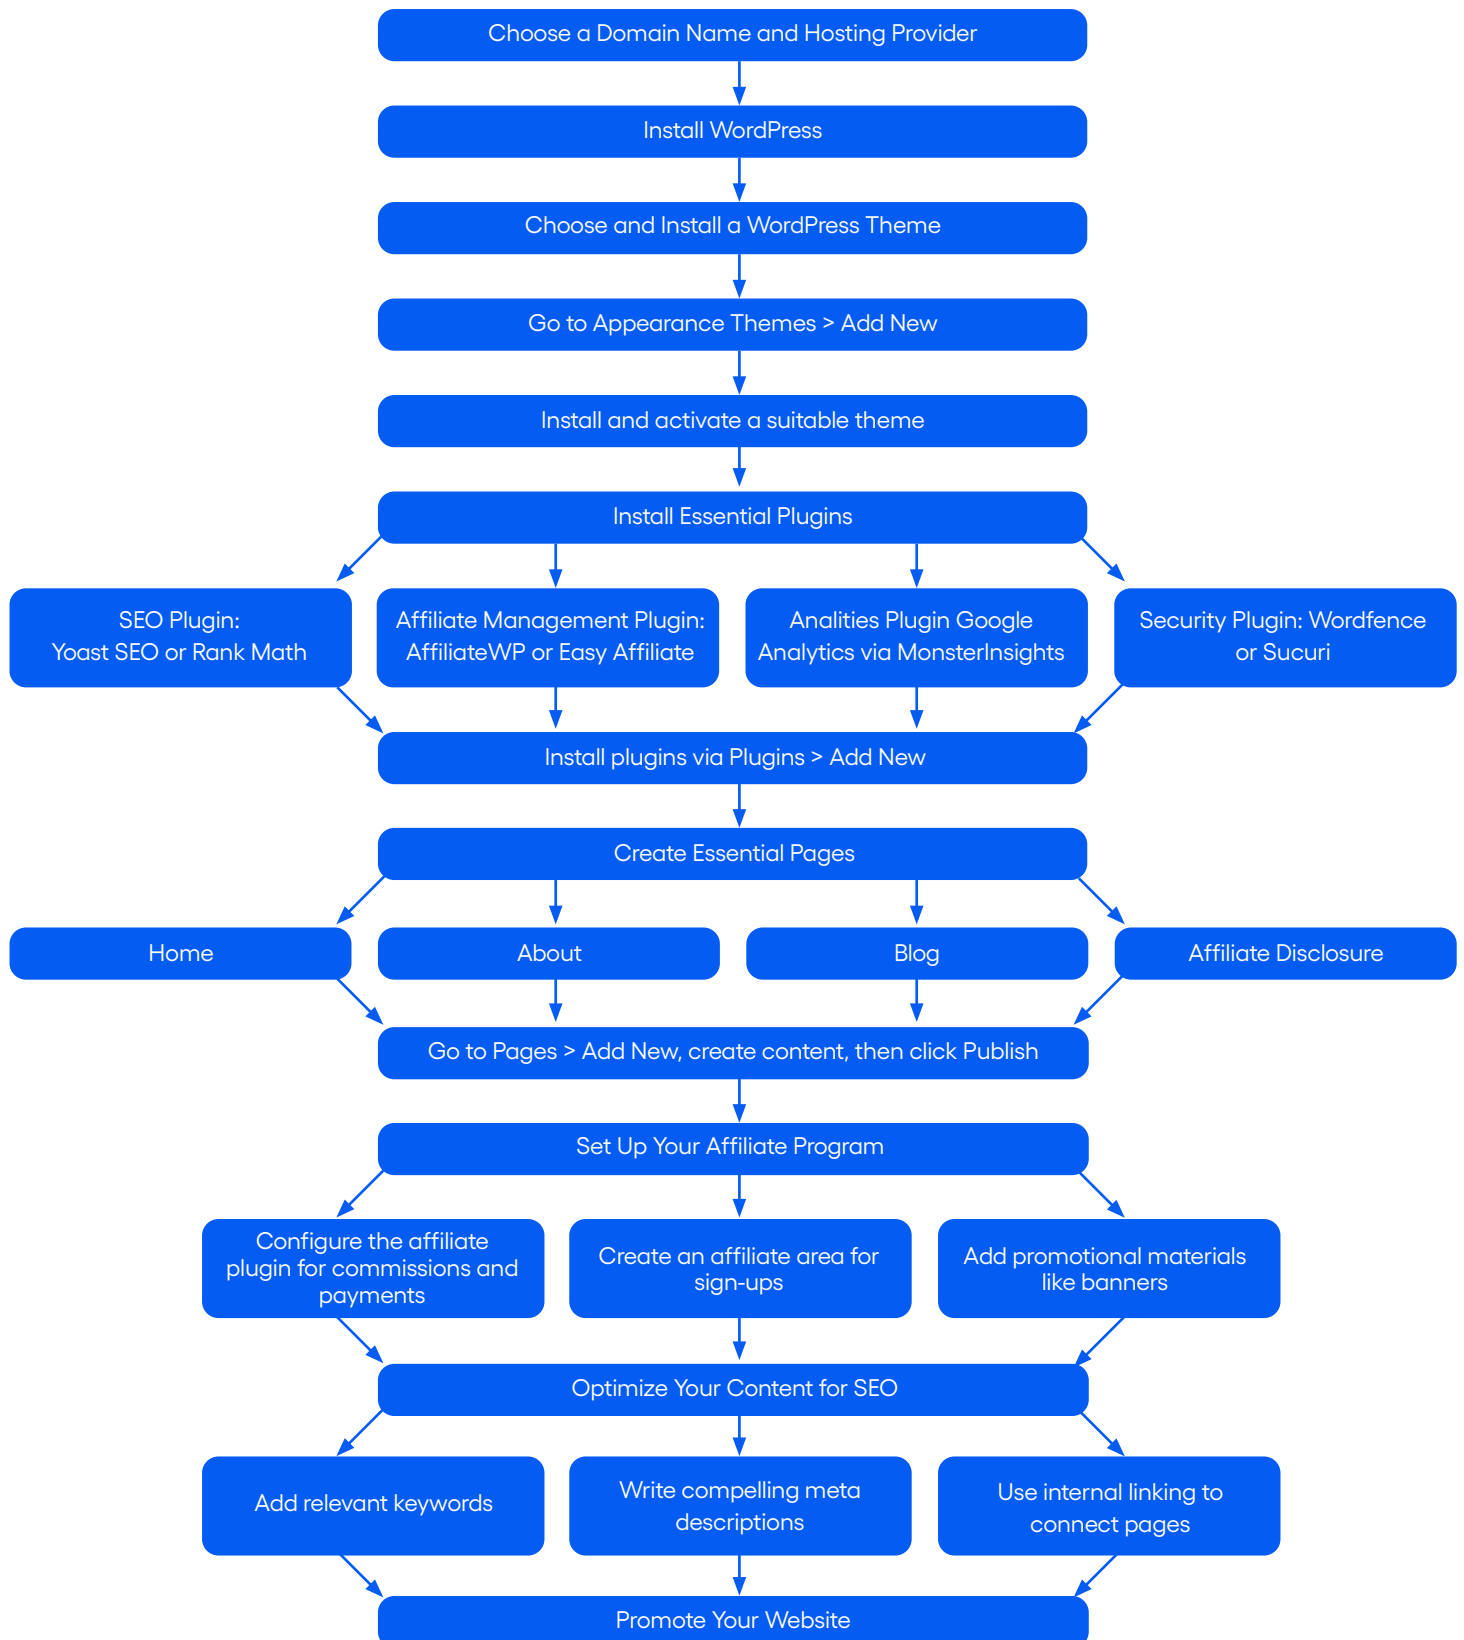 Choose a Domain Name and Hosting Provider
Install WordPress
Choose and Install a WordPress Theme
Go to Appearance Themes > Add New
Install and activate a suitable theme
Install Essential Plugins
SEO Plugin:
Yoast SEO or Rank Math
Affiliate Management Plugin:
AffiliateWP or Easy Affiliate
Analities Plugin Google
Analytics via MonsterInsights
Security Plugin: Wordfence
or Sucuri
Install plugins via Plugins > Add New
Create Essential Pages
Home
About
Blog
Affiliate Disclosure
Go to Pages > Add New, create content, then click Publish
Set Up Your Affiliate Program
Configure the affiliate
plugin for commissions and
payments
Create an affiliate area for
sign-ups
Add promotional materials
like banners
Optimize Your Content for SEO
Add relevant keywords
Write compelling meta
descriptions
Use internal linking to
connect pages
Promote Your Website